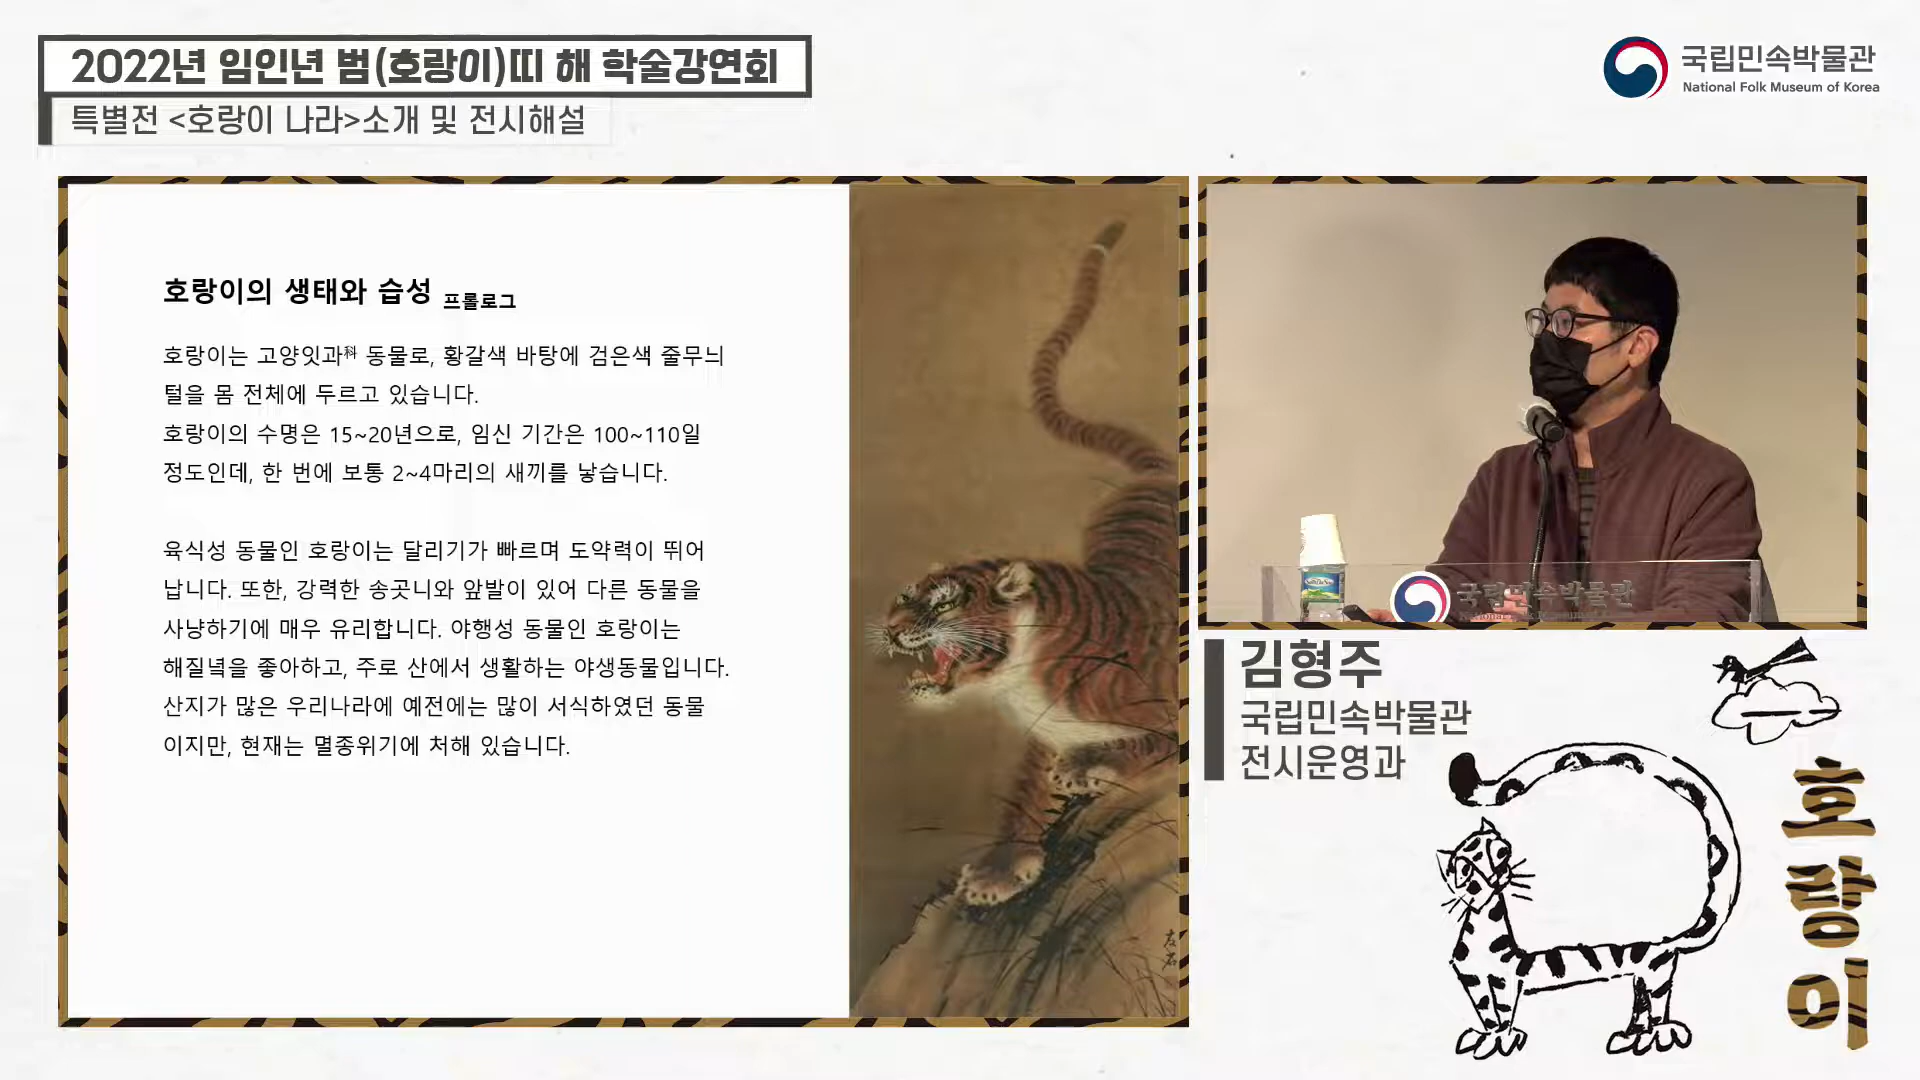 2022년 임인년 범(호랑이)띠 해 학술강연회
특별전 <호랑이 나라>소개 및 전시해설
국립민속박물관
National Folk Museum of Korea
호랑이의 생태와 습성 프롤로그
호랑이는 고양잇과科 동물로, 황갈색 바탕에 검은색 줄무늬
털을 몸 전체에 두르고 있습니다.
호랑이의 수명은 15~20년으로, 임신 기간은 100~110일
정도인데, 한 번에 보통 2~4마리의 새끼를 낳습니다.
육식성 동물인 호랑이는 달리기가 빠르며 도약력이 뛰어
납니다. 또한, 강력한 송곳니와 앞발이 있어 다른 동물을
사냥하기에 매우 유리합니다. 야행성 동물인 호랑이는
해질녘을 좋아하고, 주로 산에서 생활하는 야생동물입니다.
산지가 많은 우리나라에 예전에는 많이 서식하였던 동물
이지만, 현재는 멸종위기에 처해 있습니다.
友石
국립민속박물관
김형주
국립민속박물관
전시운영과
호랑이